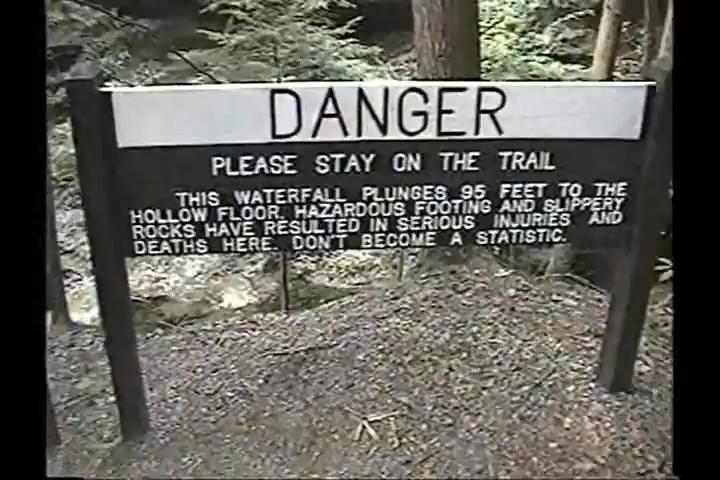 DANGER
PLEASE STAY ON THE TRAIL
THIS WATERFALL PLUNGES 95 FEET TO THE
HOLLOW FLOOR. HAZARDOUS FOOTING AND SLIPPERY
ROCKS HAVE RESULTED IN SERIOUS INJURIES AND
DEATHS HERE. DON'T BECOME A STATISTIC.